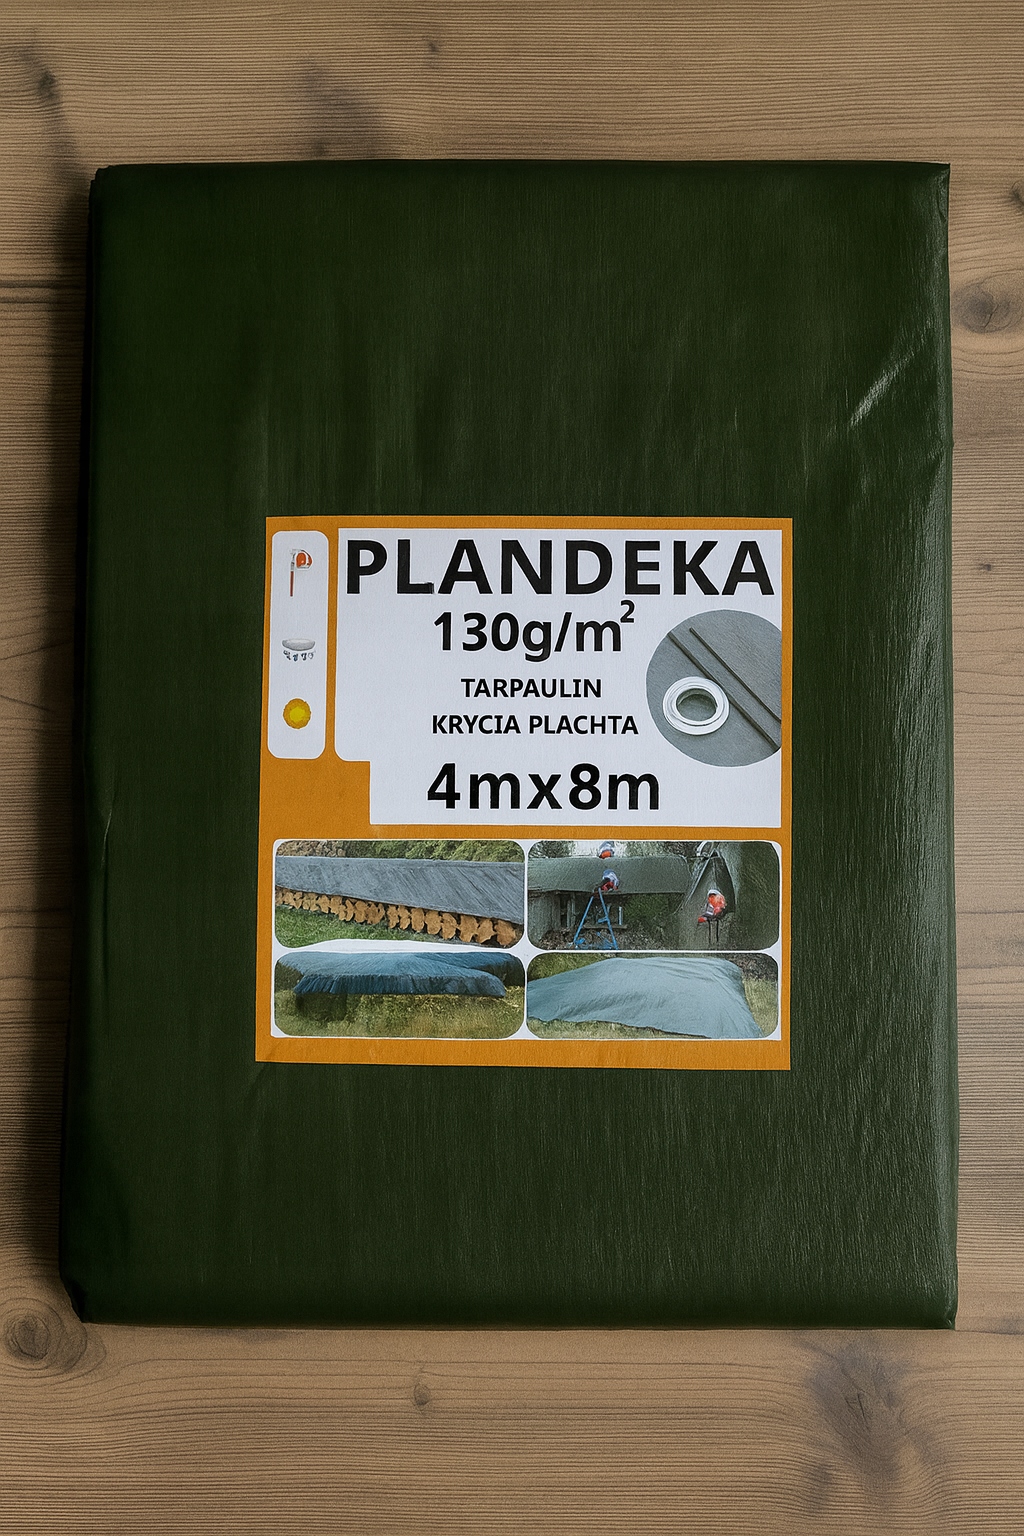 PLANDEKA
130g/m²
TARPAULIN
KRYCIA PLACHTA
4mx8m